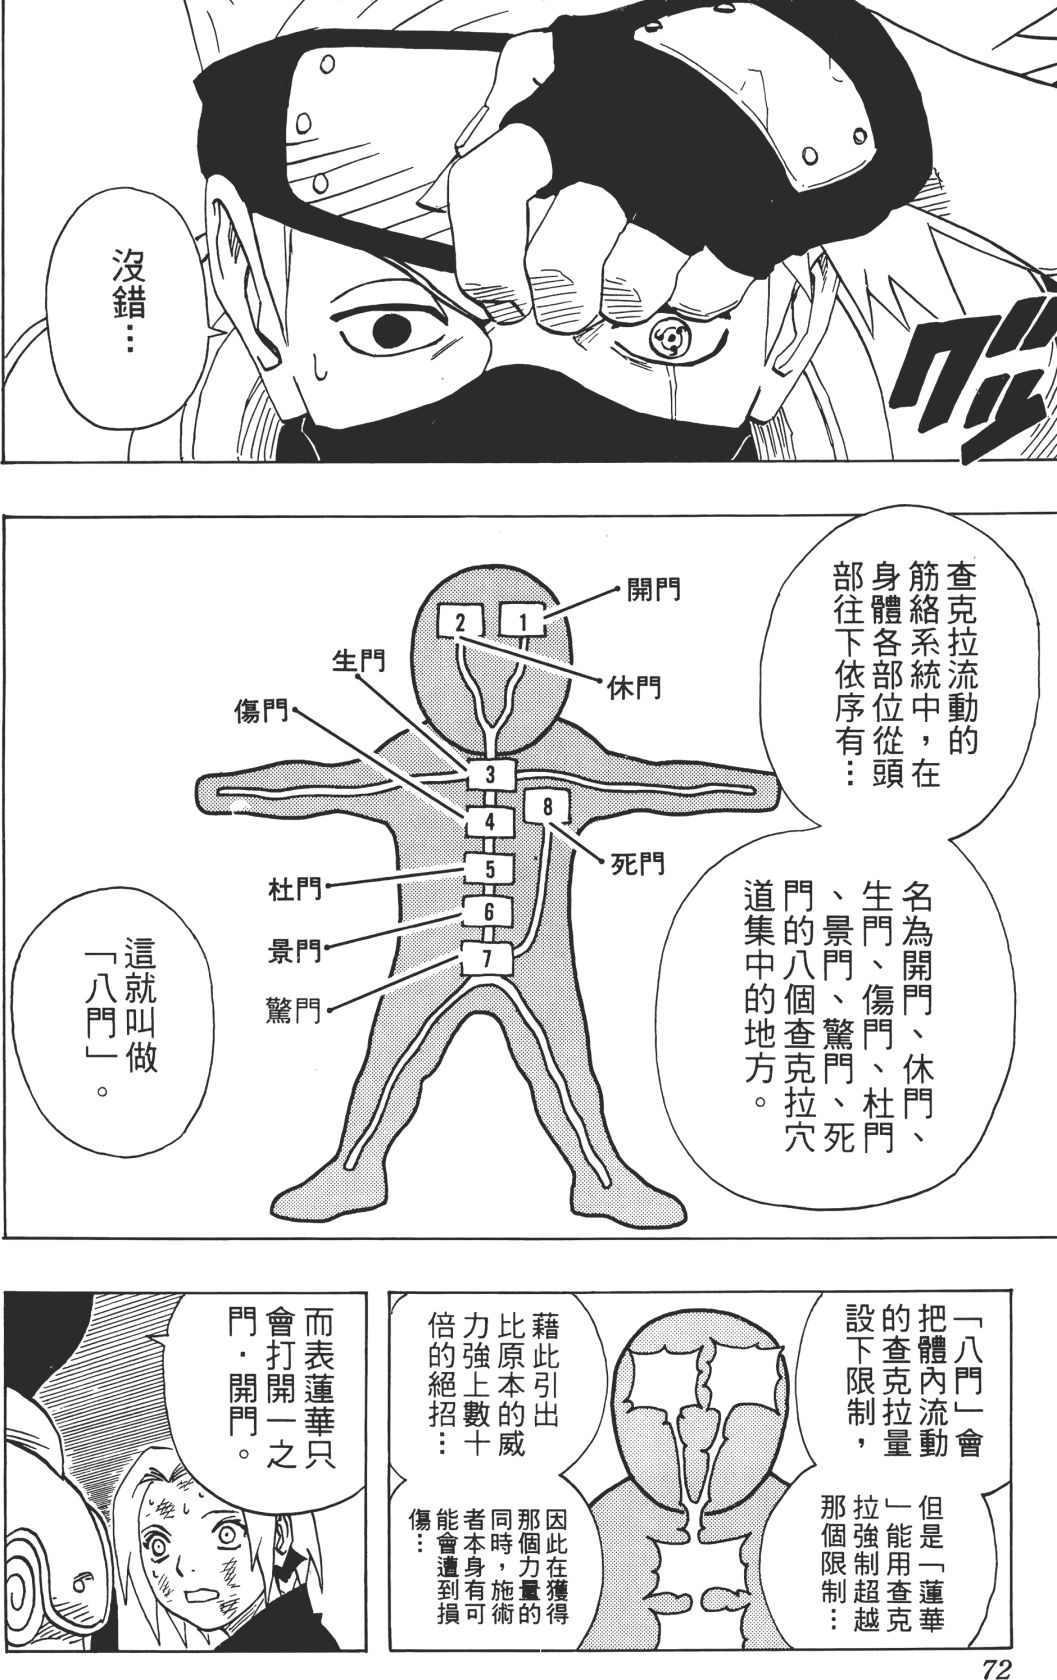 沒錯…
グルル
查克拉流動的
筋絡系統中，在
身體各部位從頭
部往下依序有…
名為開門、休門、
生門、傷門、杜門
、景門、驚門、死
門的八個查克拉穴
道集中的地方。
開門
休門
生門
傷門
杜門
景門
驚門
死門
1
2
3
4
5
6
7
8
這就叫做
「八門」。
「八門」會
把體內流動
的查克拉量
設下限制，
但是「蓮華
」能用查克
拉強制超越
那個限制…
藉此引出
比原本的威
力強上數十
倍的絕招…
因此在獲得
那個力量的
同時，施術
者本身有可
能會遭到損
傷…
而表蓮華只
會打開一之
門．開門。
72